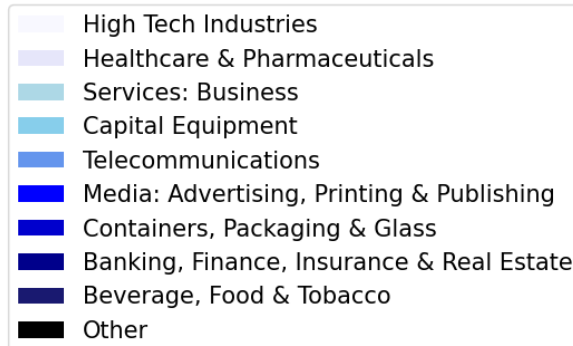 High Tech Industries
Healthcare & Pharmaceuticals
Services: Business
Capital Equipment
Telecommunications
Media: Advertising, Printing & Publishing
Containers, Packaging & Glass
Banking, Finance, Insurance & Real Estate
Beverage, Food & Tobacco
Other